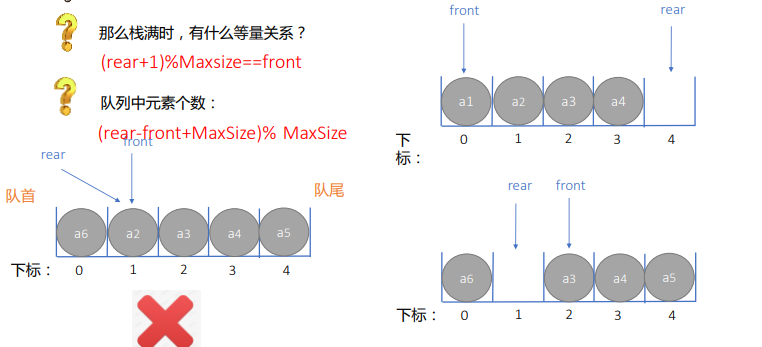 那么栈满时，有什么等量关系？
(rear+1)%Maxsize==front
队列中元素个数：
(rear-front+MaxSize)% MaxSize
rear
front
队首
队尾
a6 a2 a3 a4 a5
下标： 0 1 2 3 4
front
rear
a1 a2 a3 a4
下
标：
0 1 2 3 4
rear
front
a6 a3 a4 a5
下标： 0 1 2 3 4